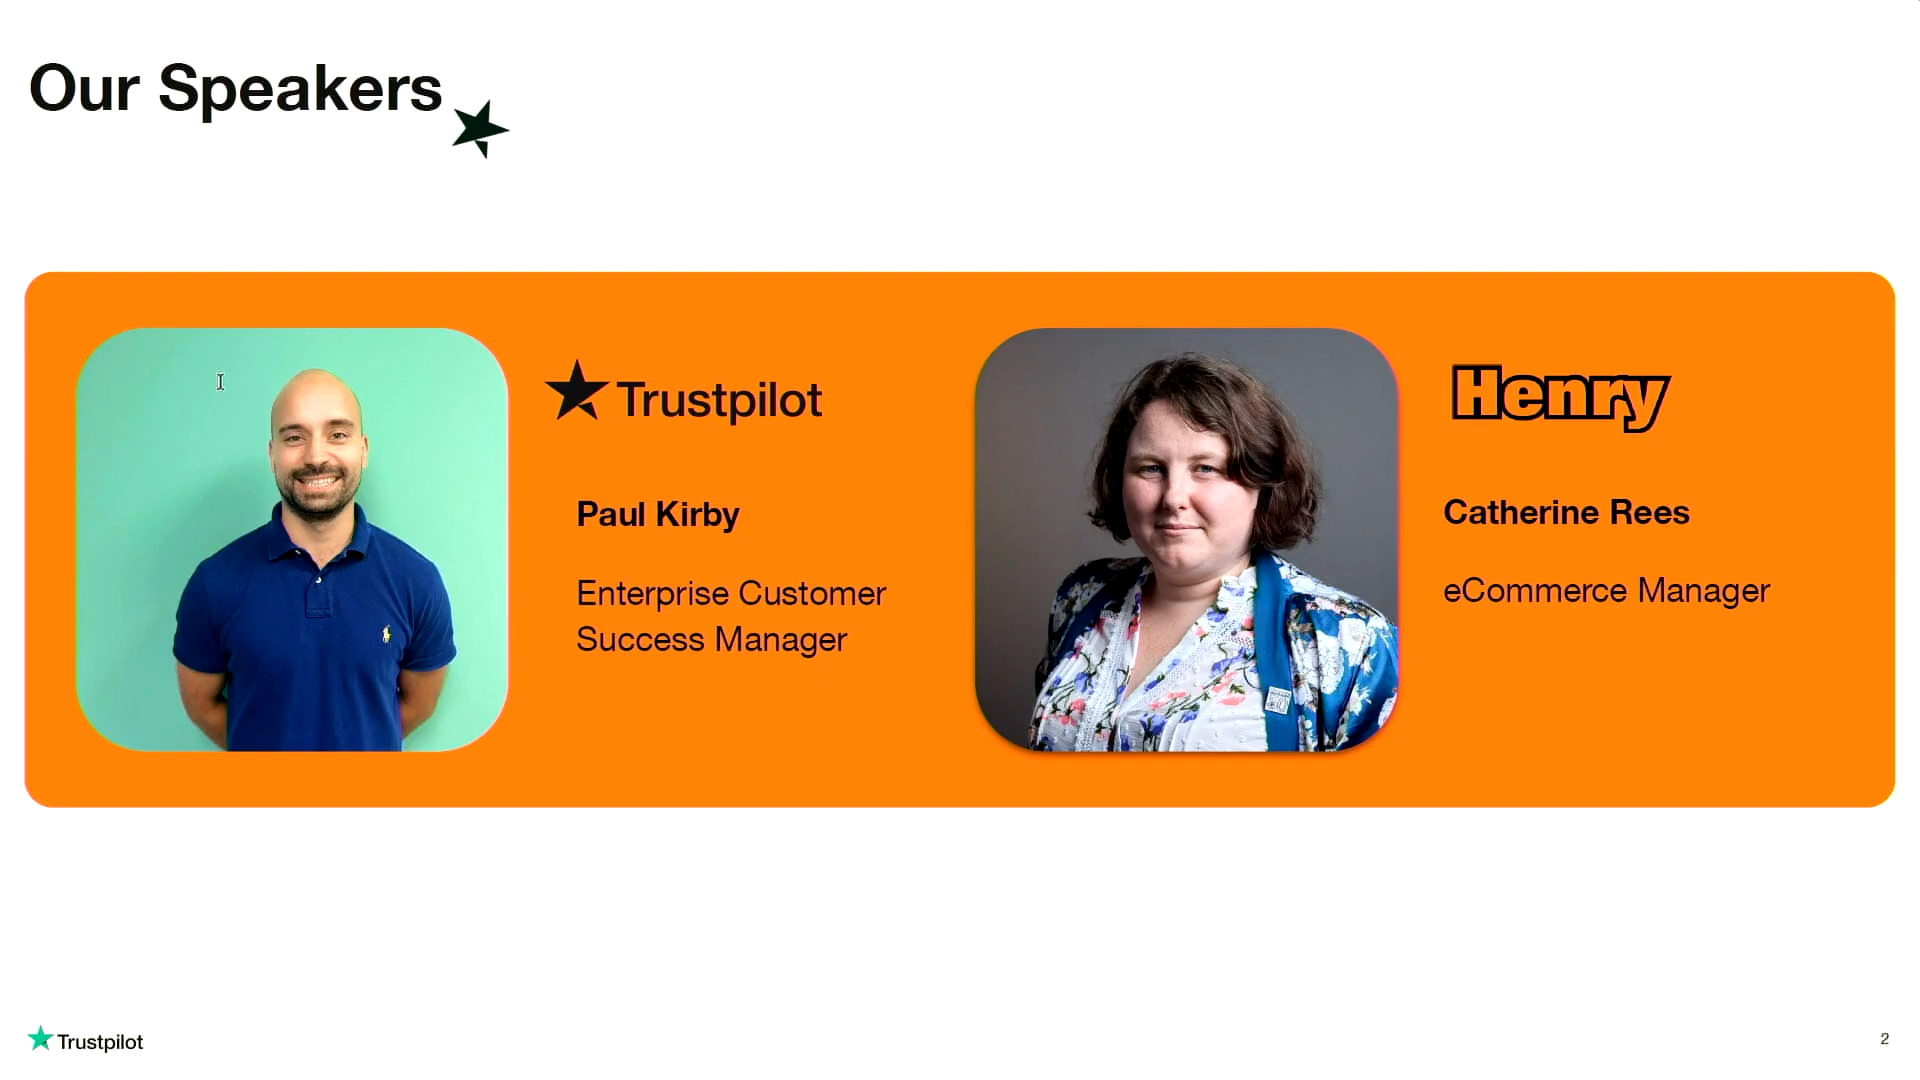 Our Speakers
Trustpilot
Paul Kirby
Enterprise Customer
Success Manager
Henry
Catherine Rees
eCommerce Manager
Trustpilot
2